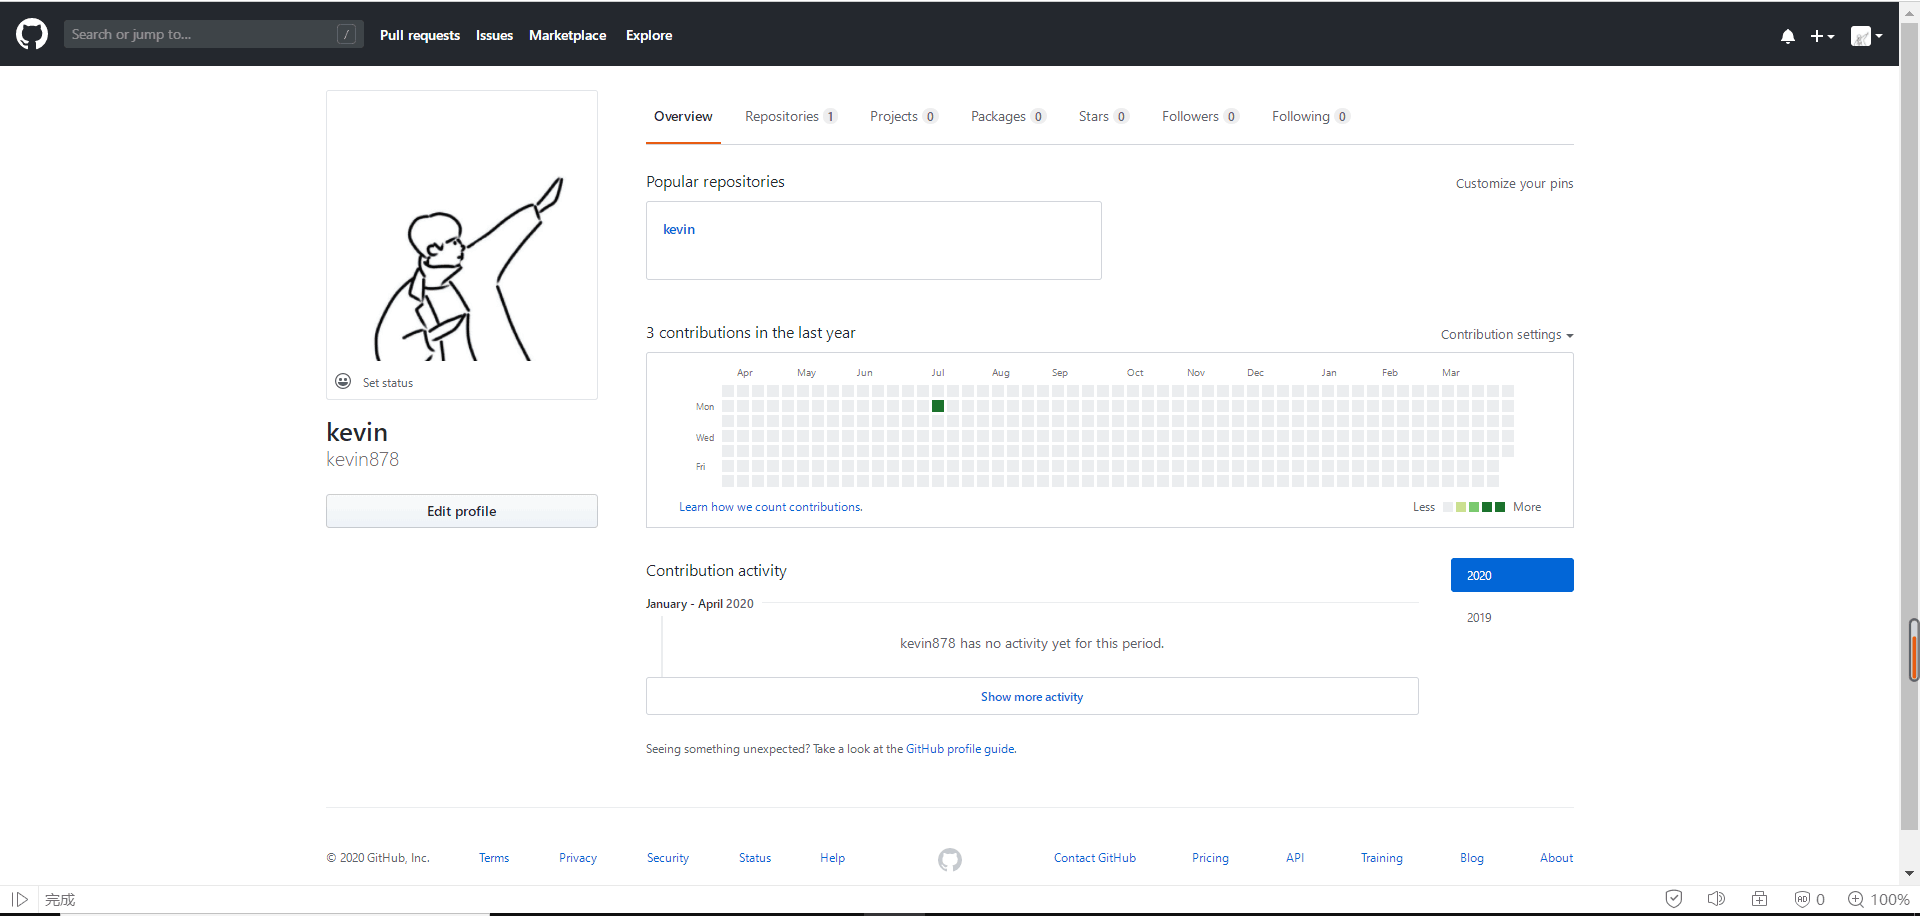 Search or jump to... / Pull requests Issues Marketplace Explore
Overview Repositories 1 Projects 0 Packages 0 Stars 0 Followers 0 Following 0
Popular repositories Customize your pins
kevin
3 contributions in the last year Contribution settings
Apr May Jun Jul Aug Sep Oct Nov Dec Jan Feb Mar
Mon
Wed
Fri
Learn how we count contributions. Less More
Set status
kevin
kevin878
Edit profile
Contribution activity
2020
2019
January - April 2020
kevin878 has no activity yet for this period.
Show more activity
Seeing something unexpected? Take a look at the GitHub profile guide.
© 2020 GitHub, Inc. Terms Privacy Security Status Help Contact GitHub Pricing API Training Blog About
完成 AD 0 100%